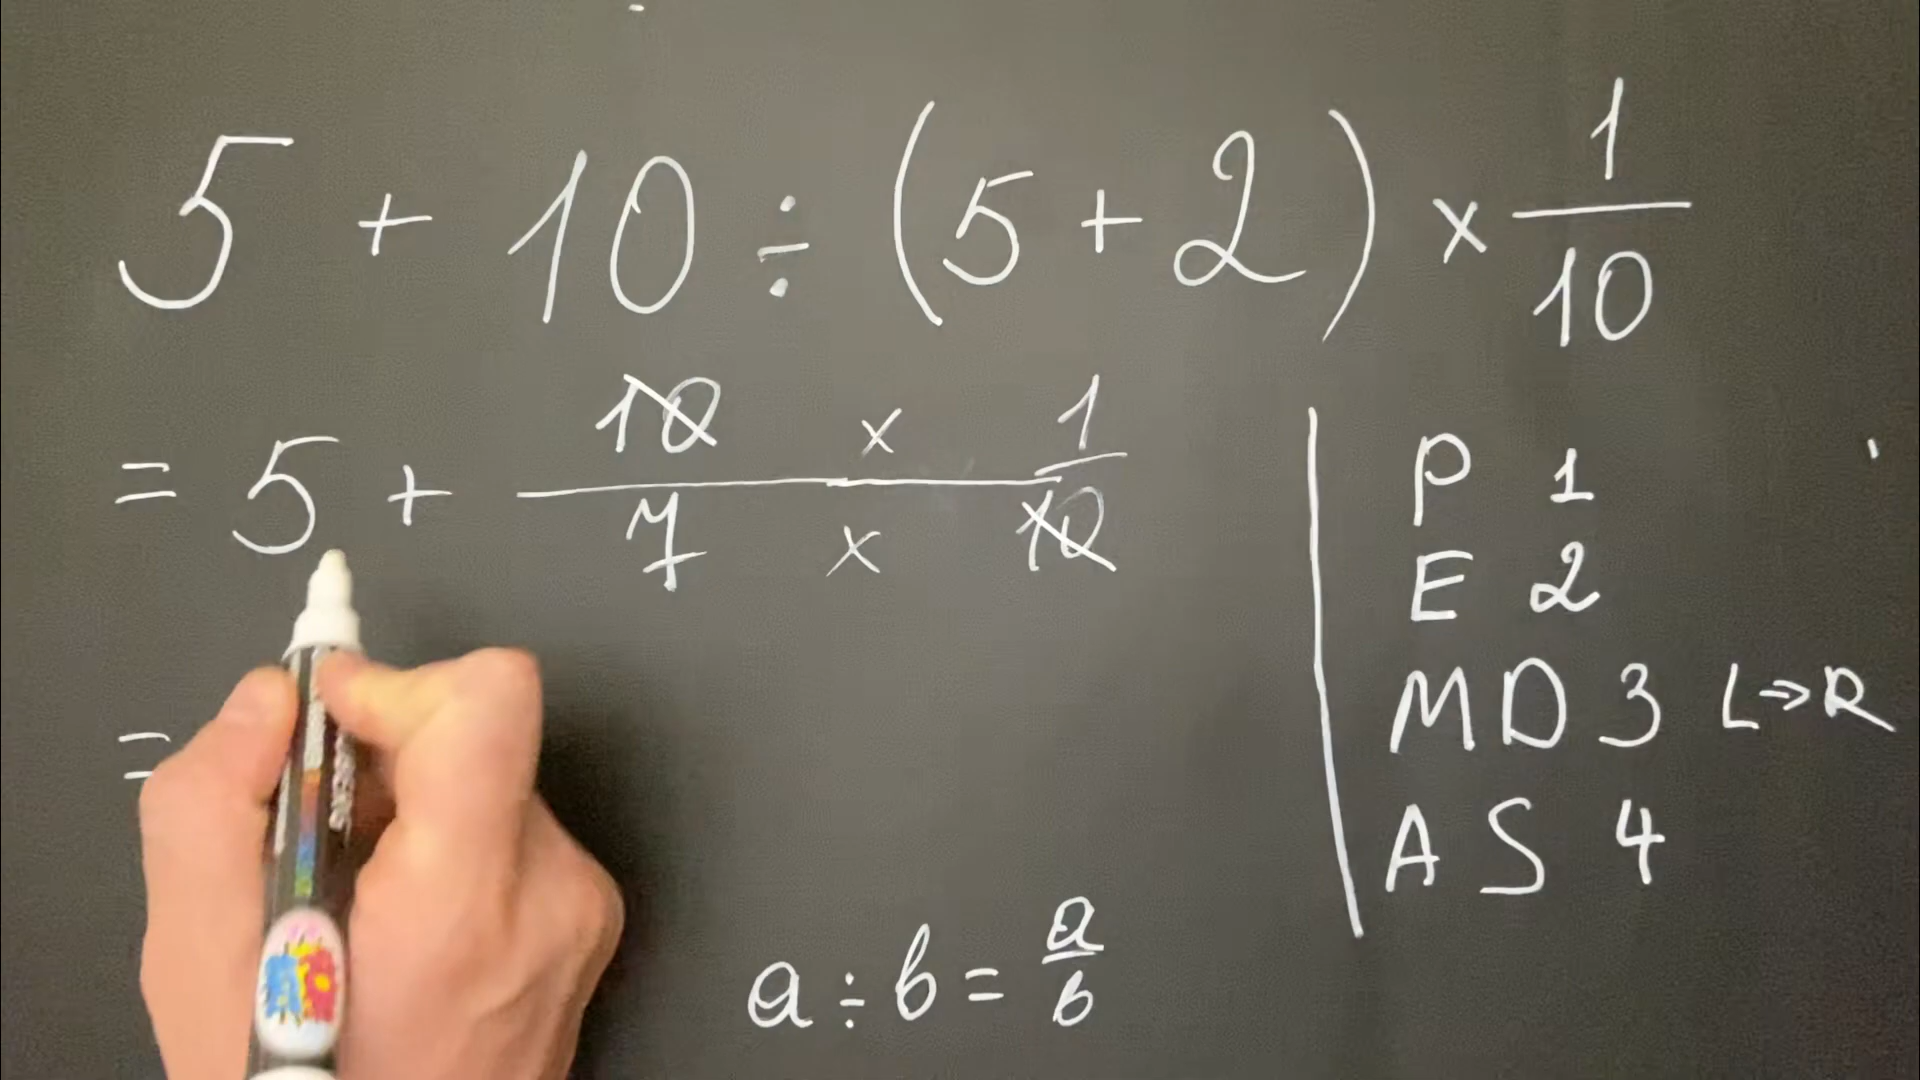 5 + 10 ÷ (5 + 2) × 1/10
= 5 + (10 × 1)/(7 × 10)
=
P 1
E 2
MD 3 L→R
AS 4
a ÷ b = a/b